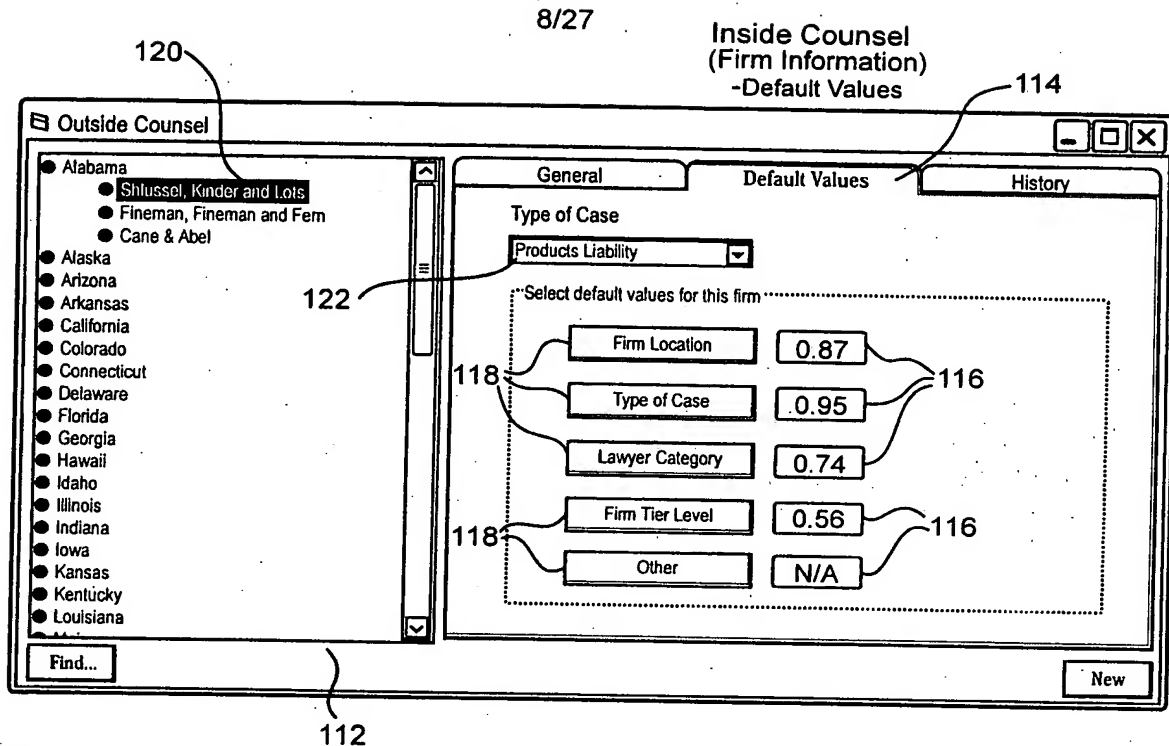 8/27
Inside Counsel
(Firm Information)
-Default Values
120
114
Outside Counsel
Alabama
Shlussel, Kinder and Lots
Fineman, Fineman and Fern
Cane & Abel
Alaska
Arizona
Arkansas
California
Colorado
Connecticut
Delaware
Florida
Georgia
Hawaii
Idaho
Illinois
Indiana
Iowa
Kansas
Kentucky
Louisiana
General
Default Values
History
Type of Case
Products Liability
122
Select default values for this firm
Firm Location 0.87
118
116
Type of Case 0.95
Lawyer Category 0.74
Firm Tier Level 0.56
118
116
Other N/A
Find...
New
112